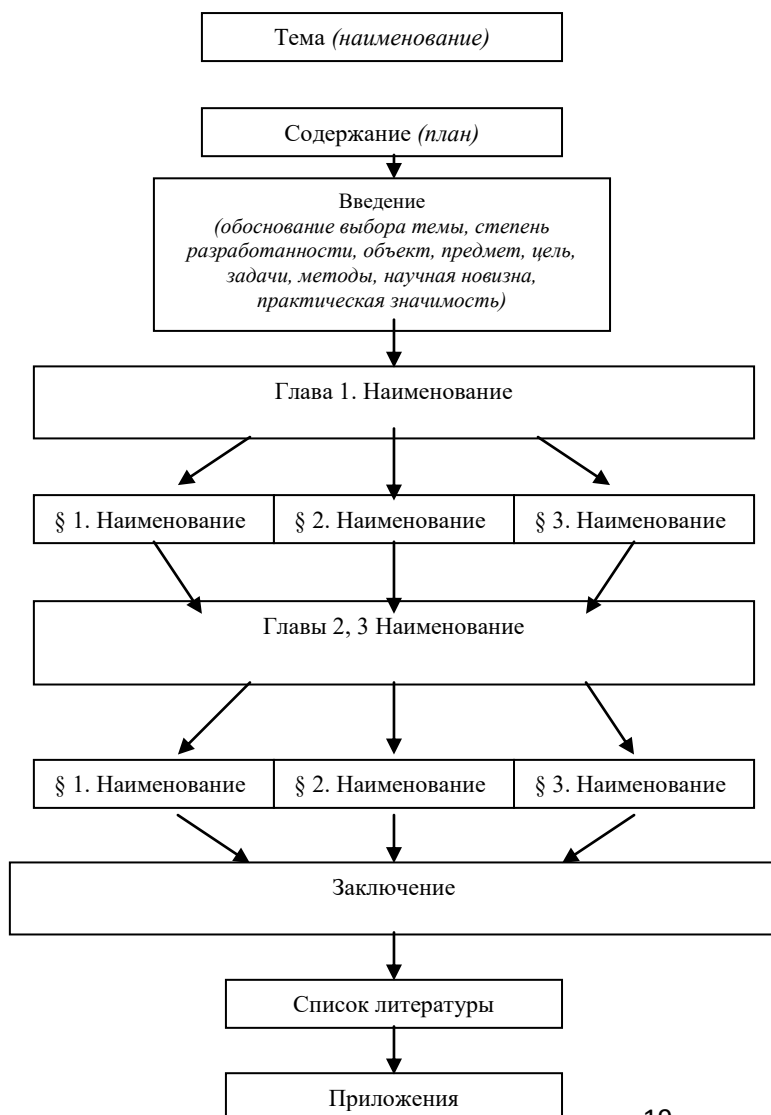 Тема (наименование)
Содержание (план)
Введение
(обоснование выбора темы, степень
разработанности, объект, предмет, цель,
задачи, методы, научная новизна,
практическая значимость)
Глава 1. Наименование
§ 1. Наименование
§ 2. Наименование
§ 3. Наименование
Главы 2, 3 Наименование
§ 1. Наименование
§ 2. Наименование
§ 3. Наименование
Заключение
Список литературы
Приложения